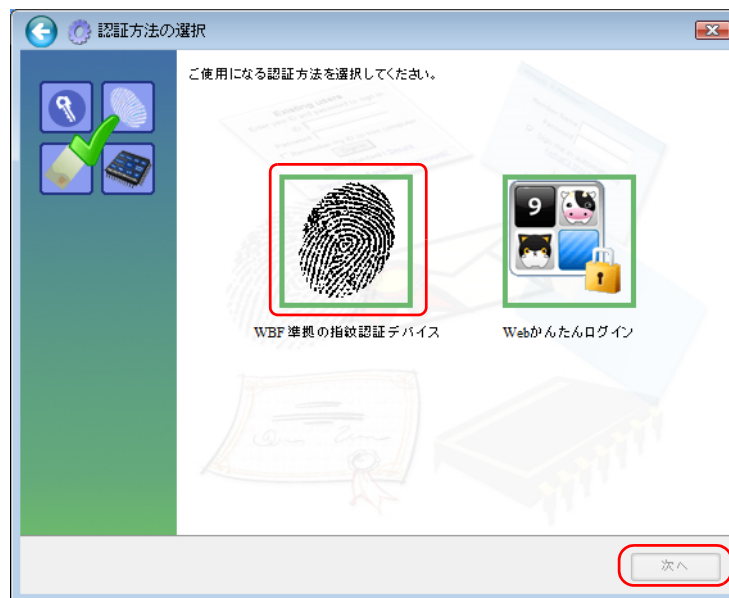 認証方法の選択
ご使用になる認証方法を選択してください。
Existing users
9
WBF準拠の指紋認証デバイス
Webかんたんログイン
次へ